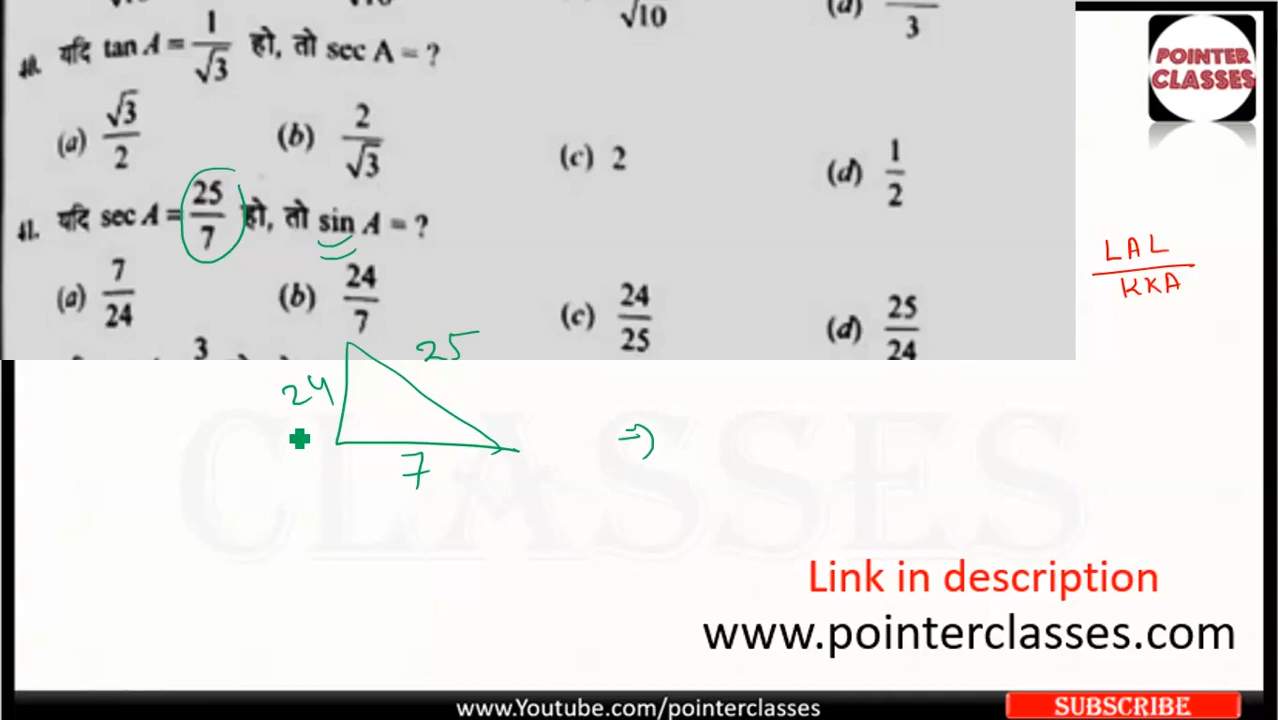 √10
(d)
3
40. यदि tan A = 1/√3 हो, तो sec A = ?
(a) √3/2 (b) 2/√3 (c) 2 (d) 1/2
41. यदि sec A = 25/7 हो, तो sin A = ?
(a) 7/24 (b) 24/7 (c) 24/25 (d) 25/24
3
25
24
7
⇒
POINTER
CLASSES
LAL
KKA
CLASSES
Link in description
www.pointerclasses.com
www.Youtube.com/pointerclasses
SUBSCRIBE